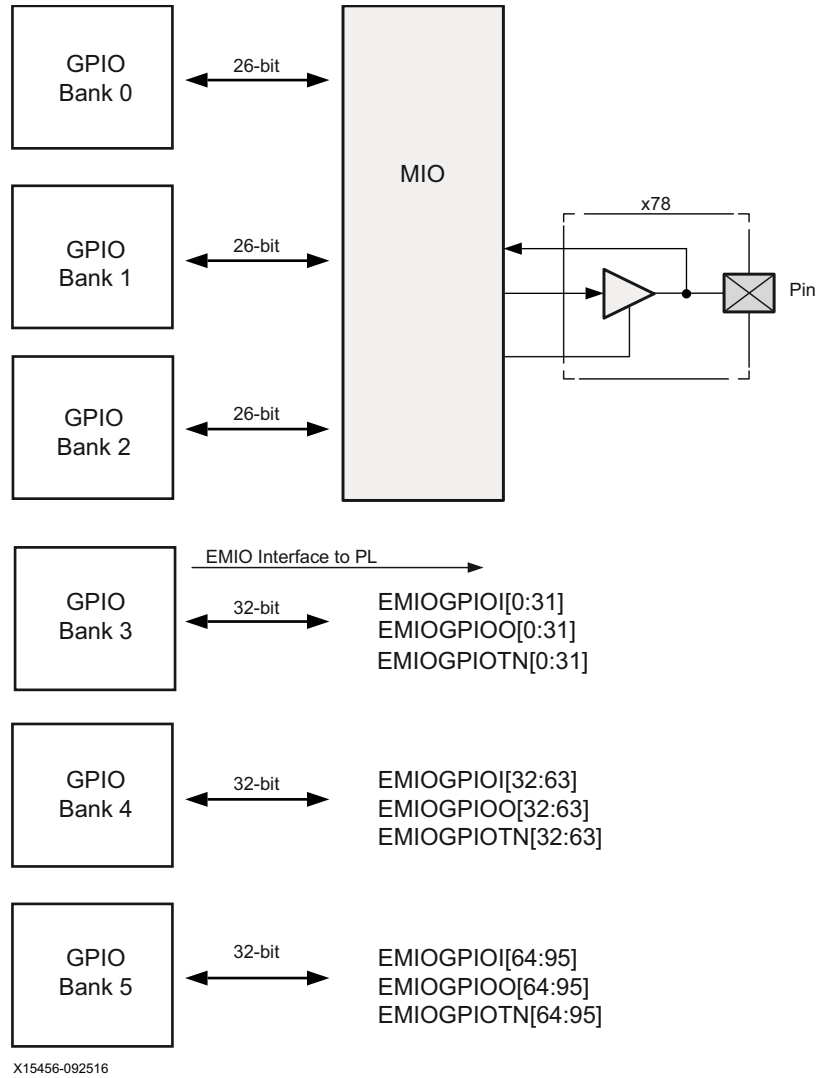 GPIO
Bank 0
26-bit
MIO
x78
Pin
GPIO
Bank 1
26-bit
GPIO
Bank 2
26-bit
EMIO Interface to PL
GPIO
Bank 3
32-bit
EMIOGPIOI[0:31]
EMIOGPIOO[0:31]
EMIOGPIOTN[0:31]
GPIO
Bank 4
32-bit
EMIOGPIOI[32:63]
EMIOGPIOO[32:63]
EMIOGPIOTN[32:63]
GPIO
Bank 5
32-bit
EMIOGPIOI[64:95]
EMIOGPIOO[64:95]
EMIOGPIOTN[64:95]
X15456-092516